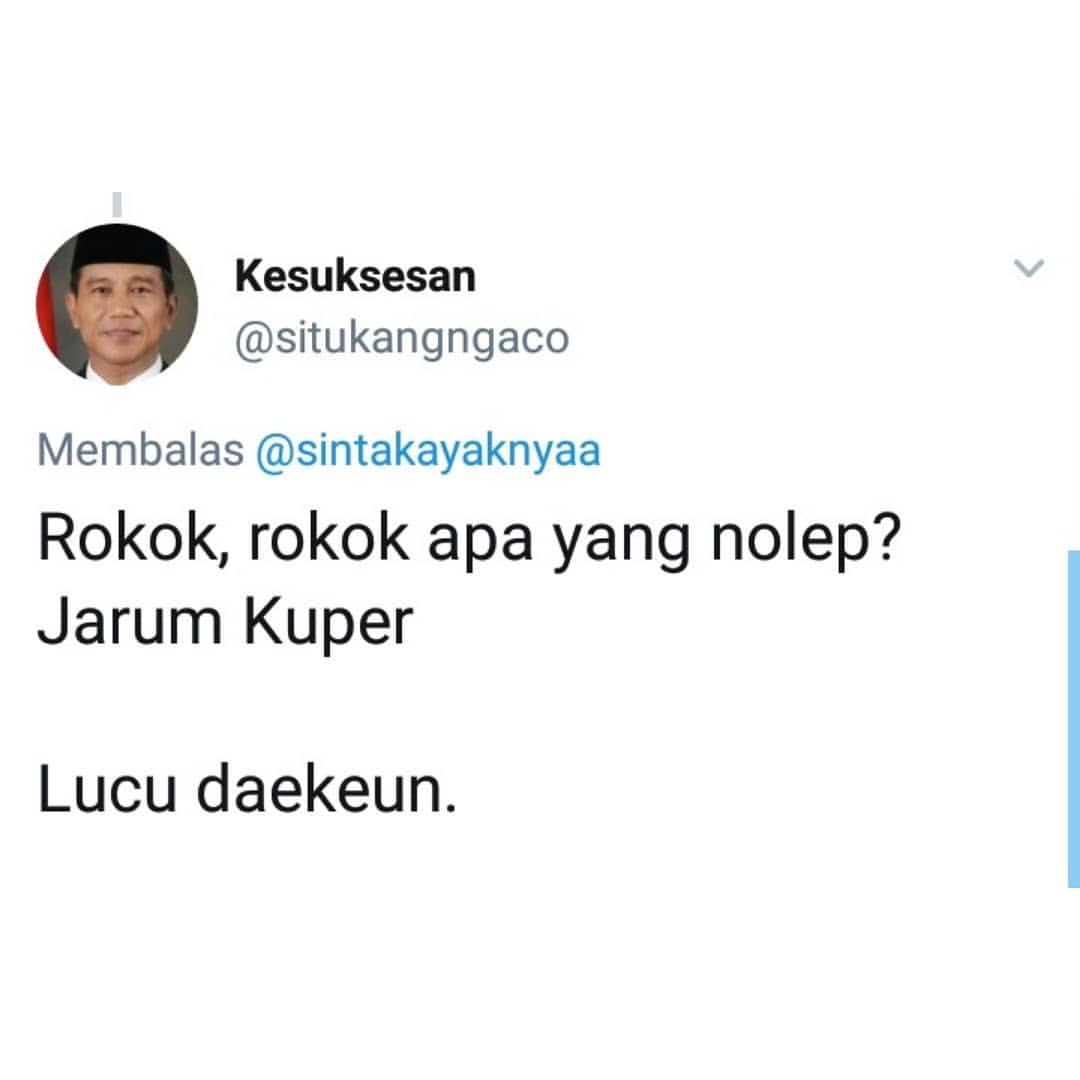 Kesuksesan
@situkangngaco
Membalas @sintakayaknyaa
Rokok, rokok apa yang nolep?
Jarum Kuper
Lucu daekeun.